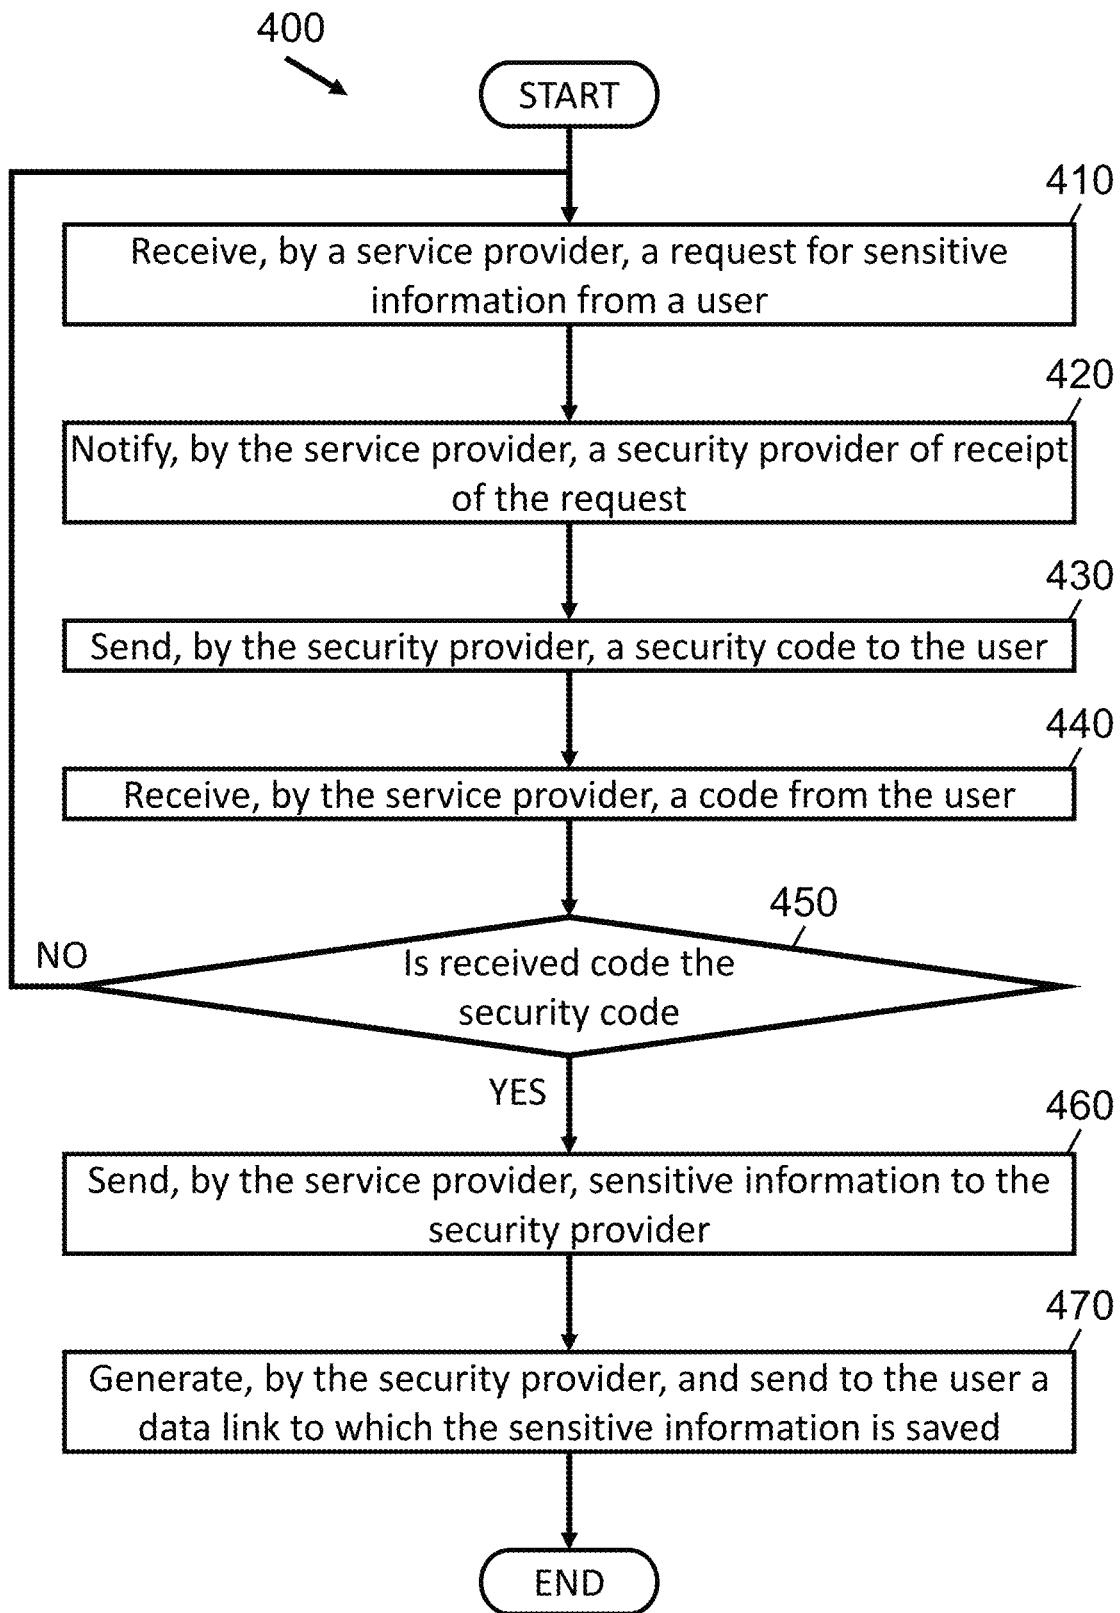 400
START
410
Receive, by a service provider, a request for sensitive
information from a user
420
Notify, by the service provider, a security provider of receipt
of the request
430
Send, by the security provider, a security code to the user
440
Receive, by the service provider, a code from the user
450
NO
Is received code the
security code
YES
460
Send, by the service provider, sensitive information to the
security provider
470
Generate, by the security provider, and send to the user a
data link to which the sensitive information is saved
END